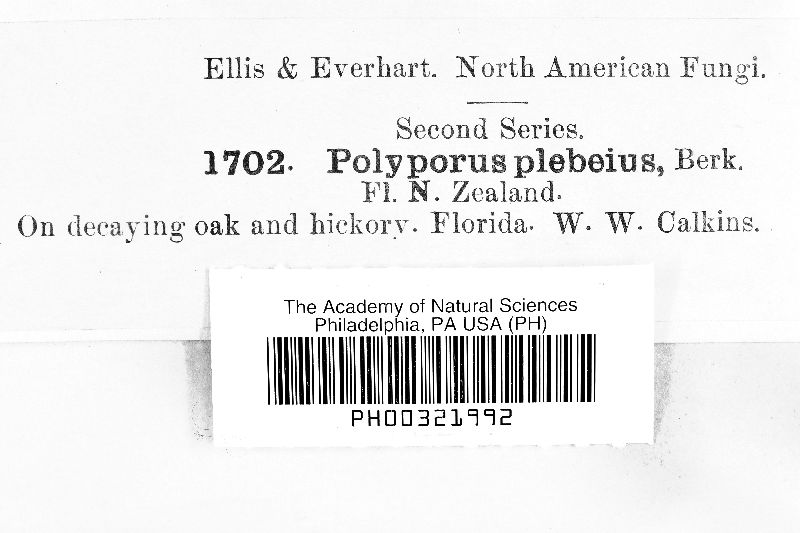 Ellis & Everhart. North American Fungi.
Second Series.
1702. Polyporus plebeius, Berk.
Fl. N. Zealand.
On decaying oak and hickory. Florida. W. W. Calkins.
The Academy of Natural Sciences
Philadelphia, PA USA (PH)
PH00321992